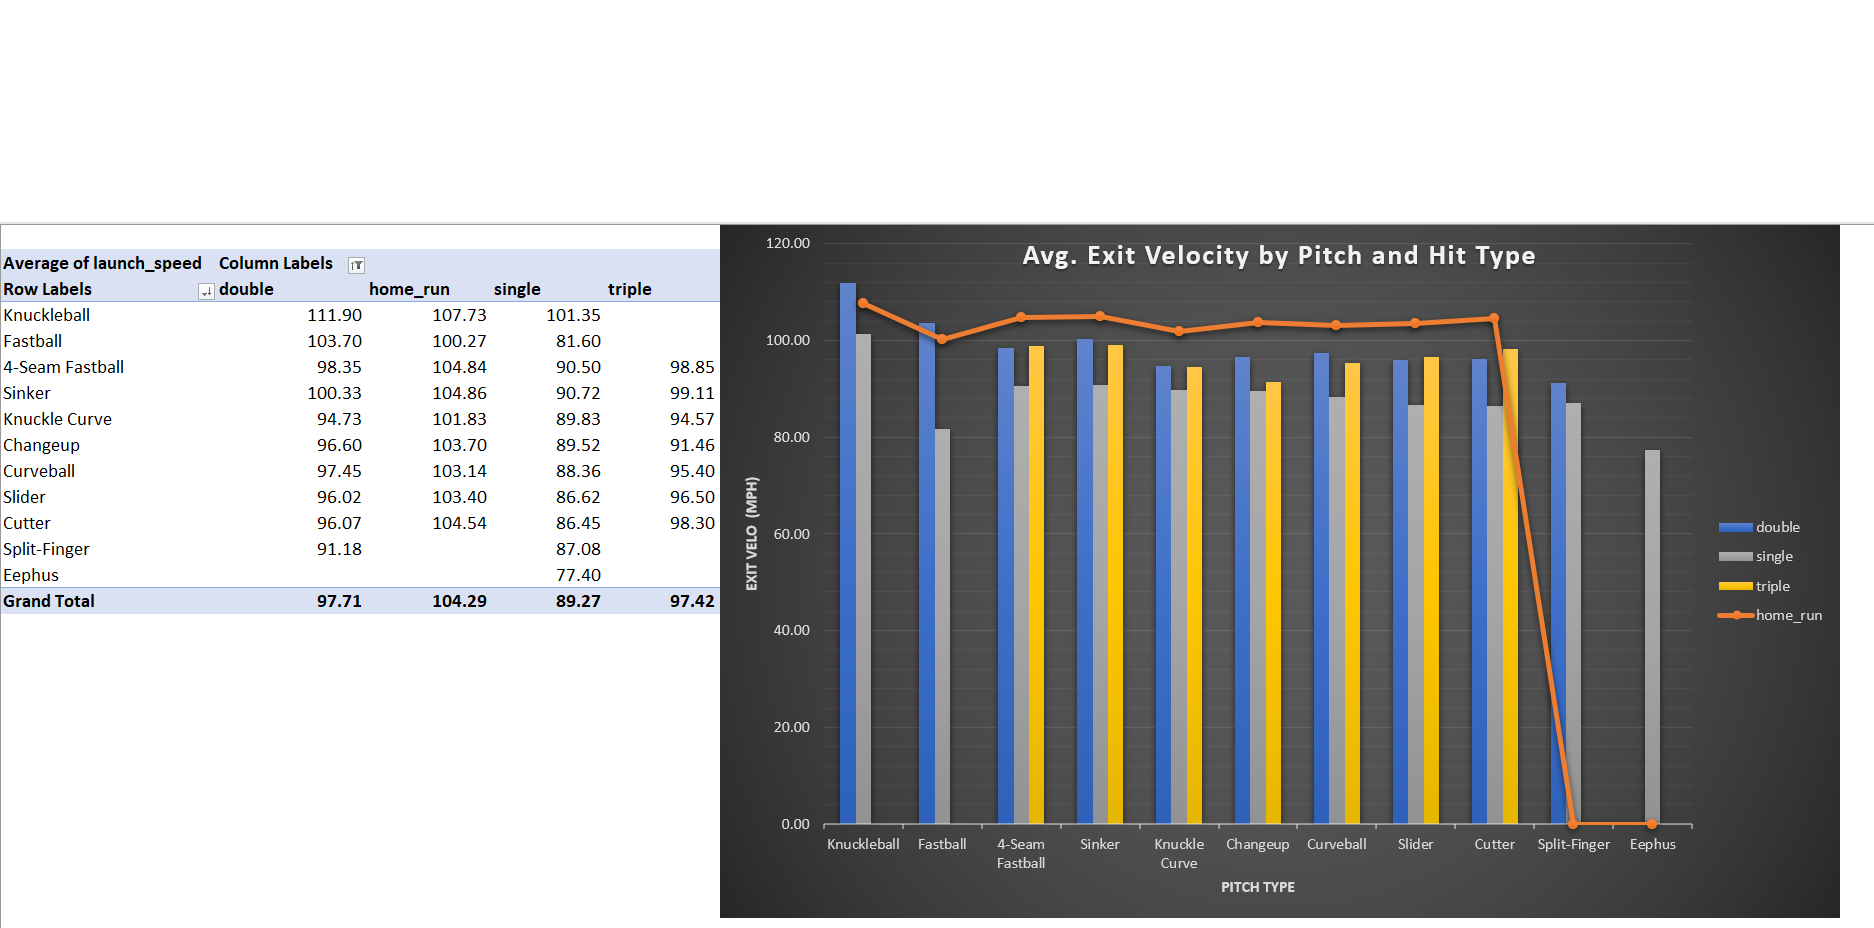 Average of launch_speed Column Labels
Row Labels double home_run single triple
Knuckleball 111.90 107.73 101.35
Fastball 103.70 100.27 81.60
4-Seam Fastball 98.35 104.84 90.50 98.85
Sinker 100.33 104.86 90.72 99.11
Knuckle Curve 94.73 101.83 89.83 94.57
Changeup 96.60 103.70 89.52 91.46
Curveball 97.45 103.14 88.36 95.40
Slider 96.02 103.40 86.62 96.50
Cutter 96.07 104.54 86.45 98.30
Split-Finger 91.18 87.08
Eephus 77.40
Grand Total 97.71 104.29 89.27 97.42
Avg. Exit Velocity by Pitch and Hit Type
EXIT VELO (MPH)
120.00
100.00
80.00
60.00
40.00
20.00
0.00
Knuckleball Fastball 4-Seam Fastball Sinker Knuckle Curve Changeup Curveball Slider Cutter Split-Finger Eephus
PITCH TYPE
double
single
triple
home_run